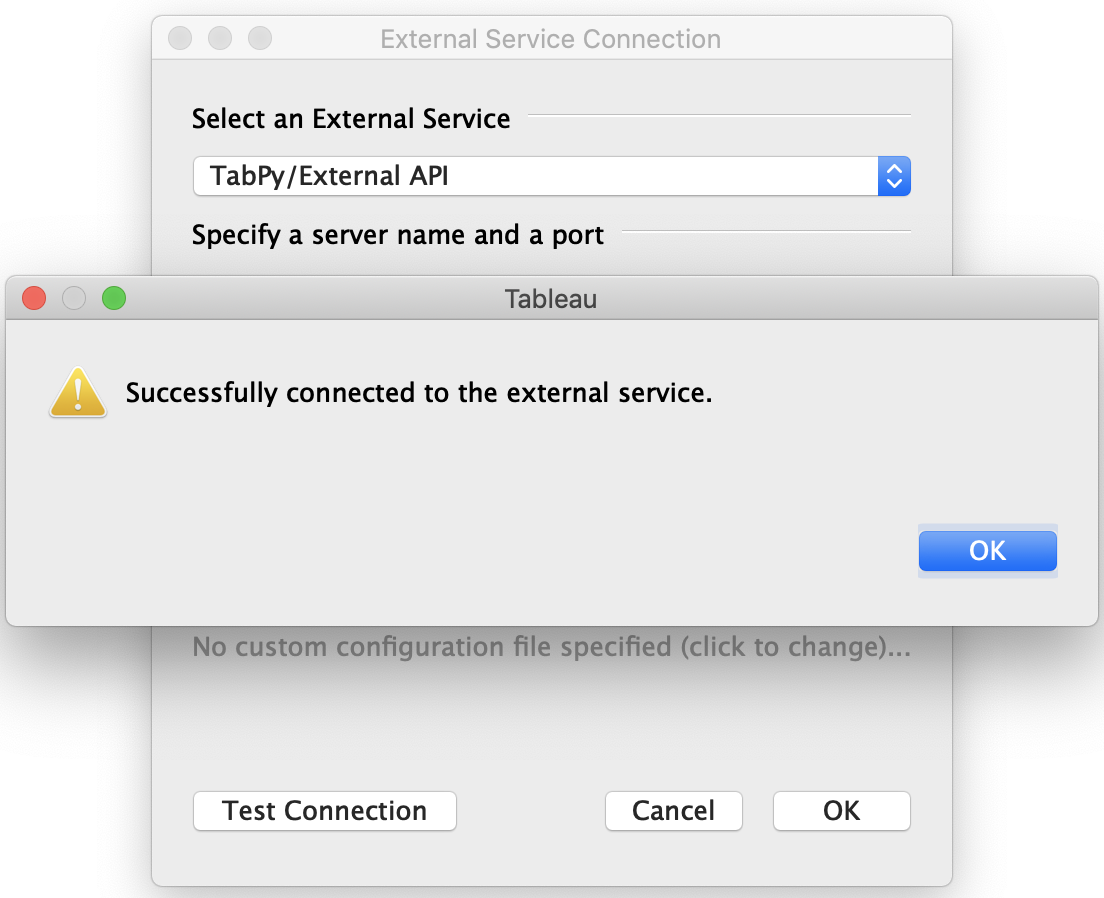 External Service Connection
Select an External Service
TabPy/External API
Specify a server name and a port
Tableau
Successfully connected to the external service.
OK
No custom configuration file specified (click to change)...
Test Connection Cancel OK